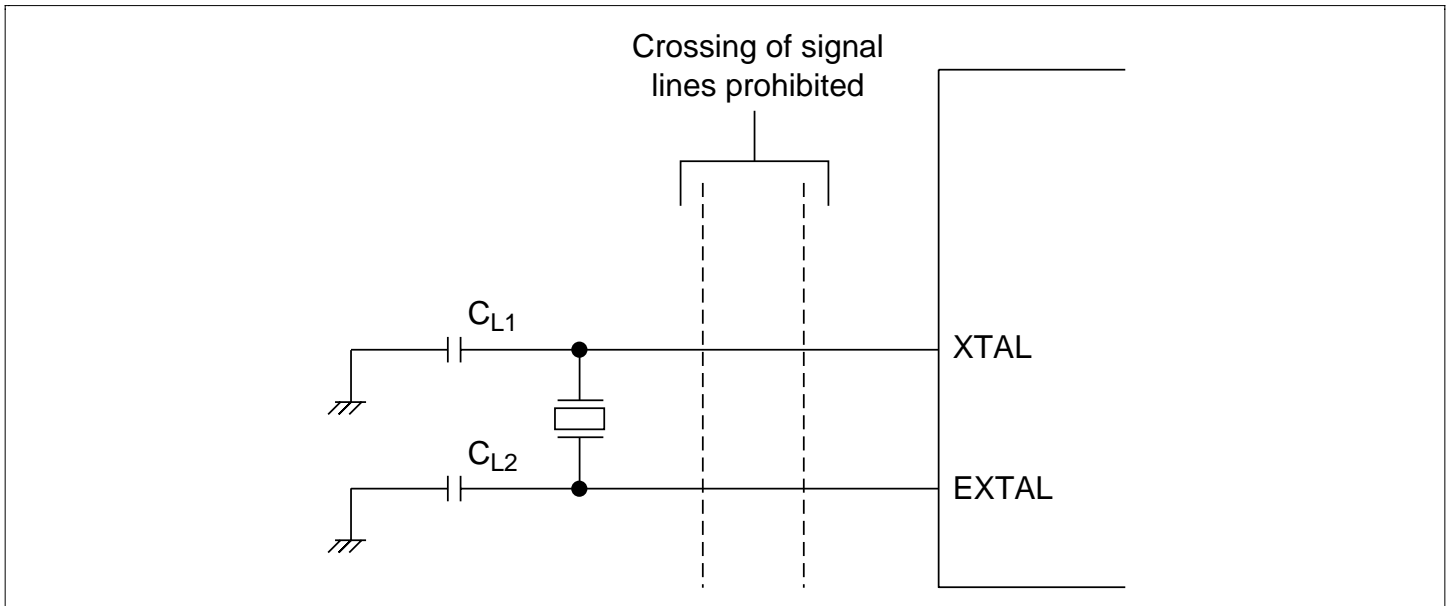 Crossing of signal
lines prohibited
CL1
XTAL
CL2
EXTAL